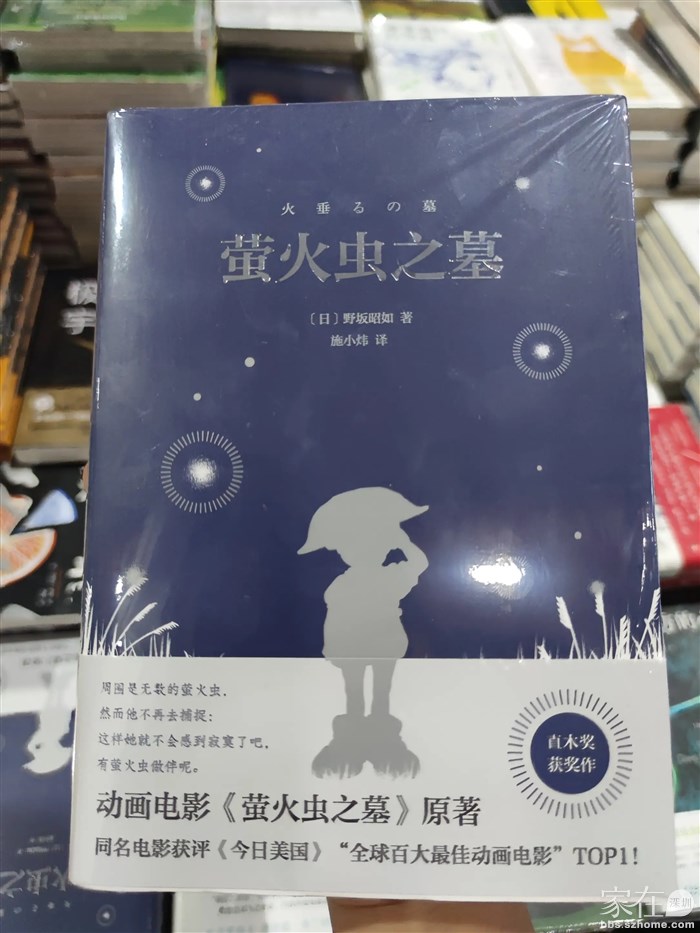 火垂るの墓
萤火虫之墓
〔日〕野坂昭如 著
施小炜 译
周围是无数的萤火虫，
然而他不再去捕捉：
这样她就不会感到寂寞了吧，
有萤火虫做伴呢。
直木奖
获奖作
动画电影《萤火虫之墓》原著
同名电影获评《今日美国》“全球百大最佳动画电影”TOP1！
家在深圳
bbs.szhome.com